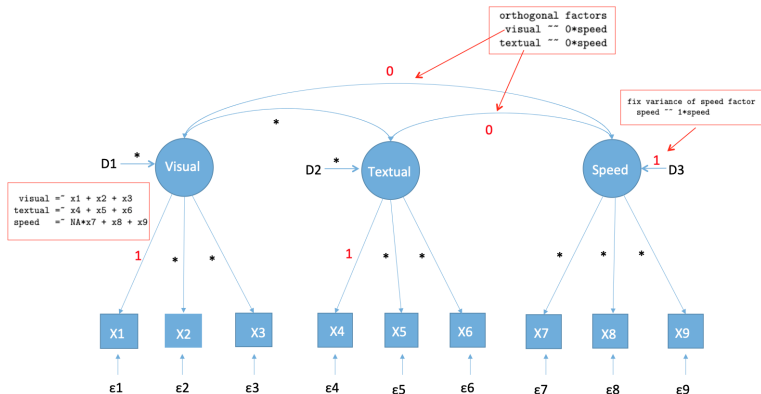 orthogonal factors
visual ~~ 0*speed
textual ~~ 0*speed
0
fix variance of speed factor
speed ~~ 1*speed
*
0
D1
*
Visual
D2
*
Textual
Speed
1
D3
visual =~ x1 + x2 + x3
textual =~ x4 + x5 + x6
speed =~ NA*x7 + x8 + x9
1
*
*
1
*
*
*
*
*
X1
X2
X3
X4
X5
X6
X7
X8
X9
ε1
ε2
ε3
ε4
ε5
ε6
ε7
ε8
ε9